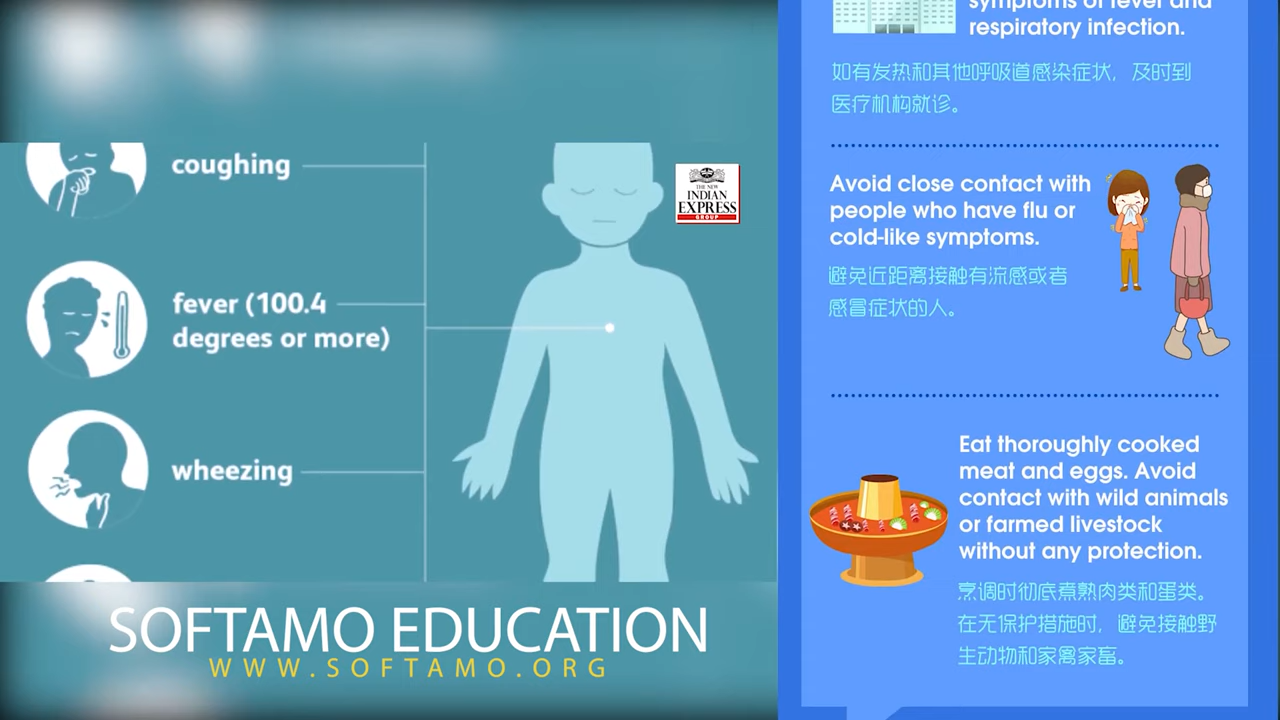 coughing
fever (100.4
degrees or more)
wheezing
THE NEW
INDIAN
EXPRESS
GROUP
SOFTAMO EDUCATION
WWW.SOFTAMO.ORG
symptoms of fever and
respiratory infection.
如有发热和其他呼吸道感染症状，及时到
医疗机构就诊。
Avoid close contact with
people who have flu or
cold-like symptoms.
避免近距离接触有流感或者
感冒症状的人。
Eat thoroughly cooked
meat and eggs. Avoid
contact with wild animals
or farmed livestock
without any protection.
烹调时彻底煮熟肉类和蛋类。
在无保护措施时，避免接触野
生动物和家禽家畜。